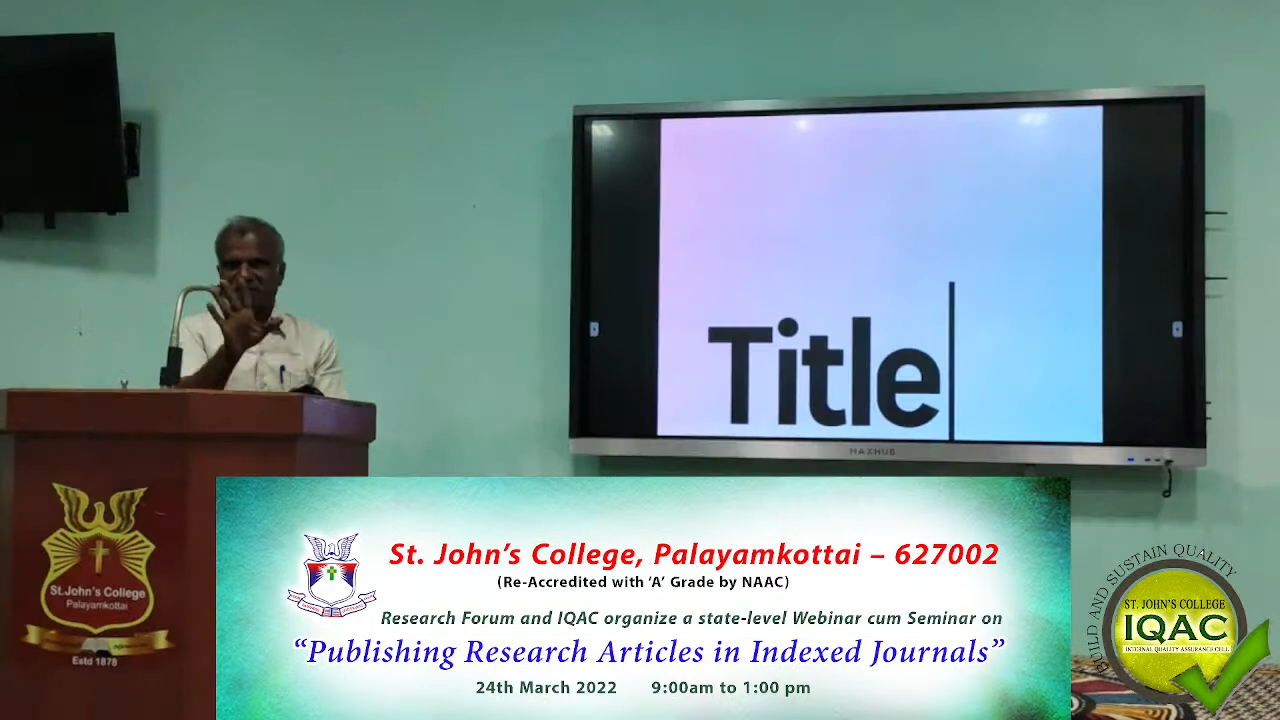 Title
MAXHUB
St.John's College
Palayamkottai
Estd 1878
St. John's College, Palayamkottai – 627002
(Re-Accredited with 'A' Grade by NAAC)
Research Forum and IQAC organize a state-level Webinar cum Seminar on
“Publishing Research Articles in Indexed Journals”
24th March 2022 9:00am to 1:00 pm
BUILD AND SUSTAIN QUALITY
ST. JOHN'S COLLEGE
IQAC
INTERNAL QUALITY ASSURANCE CELL